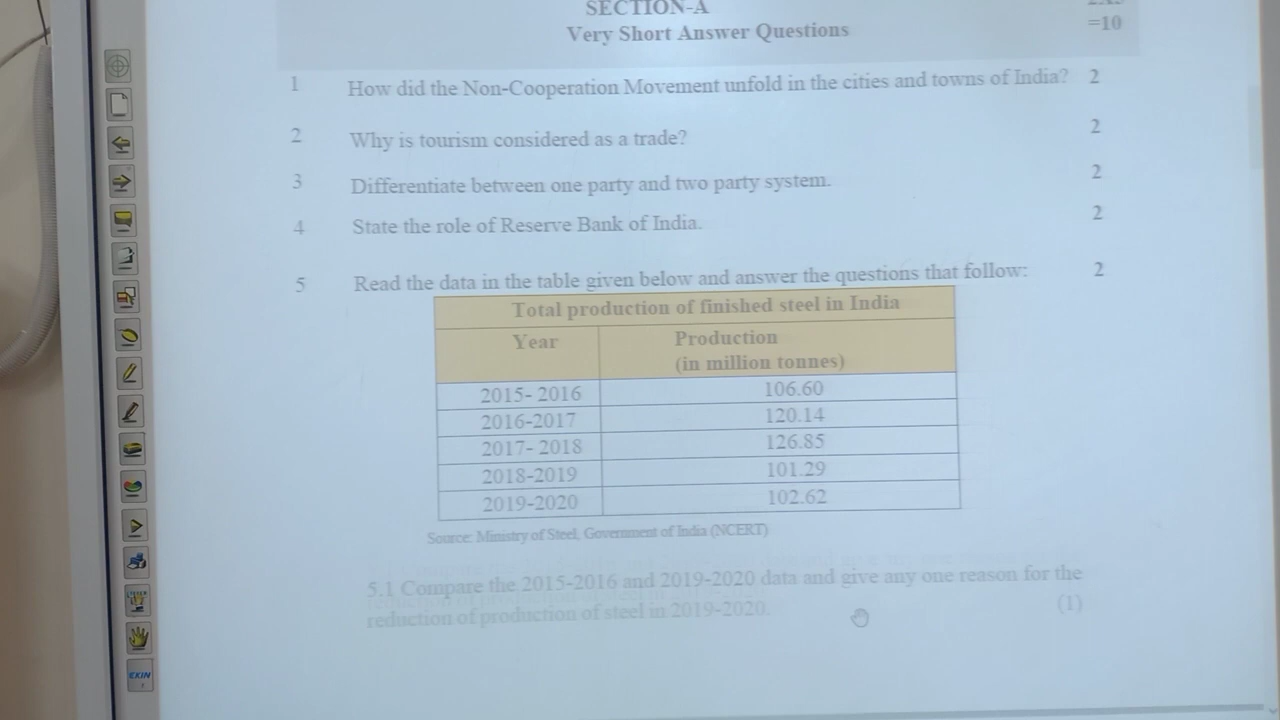 SECTION-A
Very Short Answer Questions
=10
1 How did the Non-Cooperation Movement unfold in the cities and towns of India? 2
2 Why is tourism considered as a trade? 2
3 Differentiate between one party and two party system. 2
4 State the role of Reserve Bank of India. 2
5 Read the data in the table given below and answer the questions that follow: 2
Total production of finished steel in India
Year Production
(in million tonnes)
2015- 2016 106.60
2016-2017 120.14
2017- 2018 126.85
2018-2019 101.29
2019-2020 102.62
Source: Ministry of Steel, Government of India (NCERT)
5.1 Compare the 2015-2016 and 2019-2020 data and give any one reason for the
reduction of production of steel in 2019-2020. (1)
EKIN